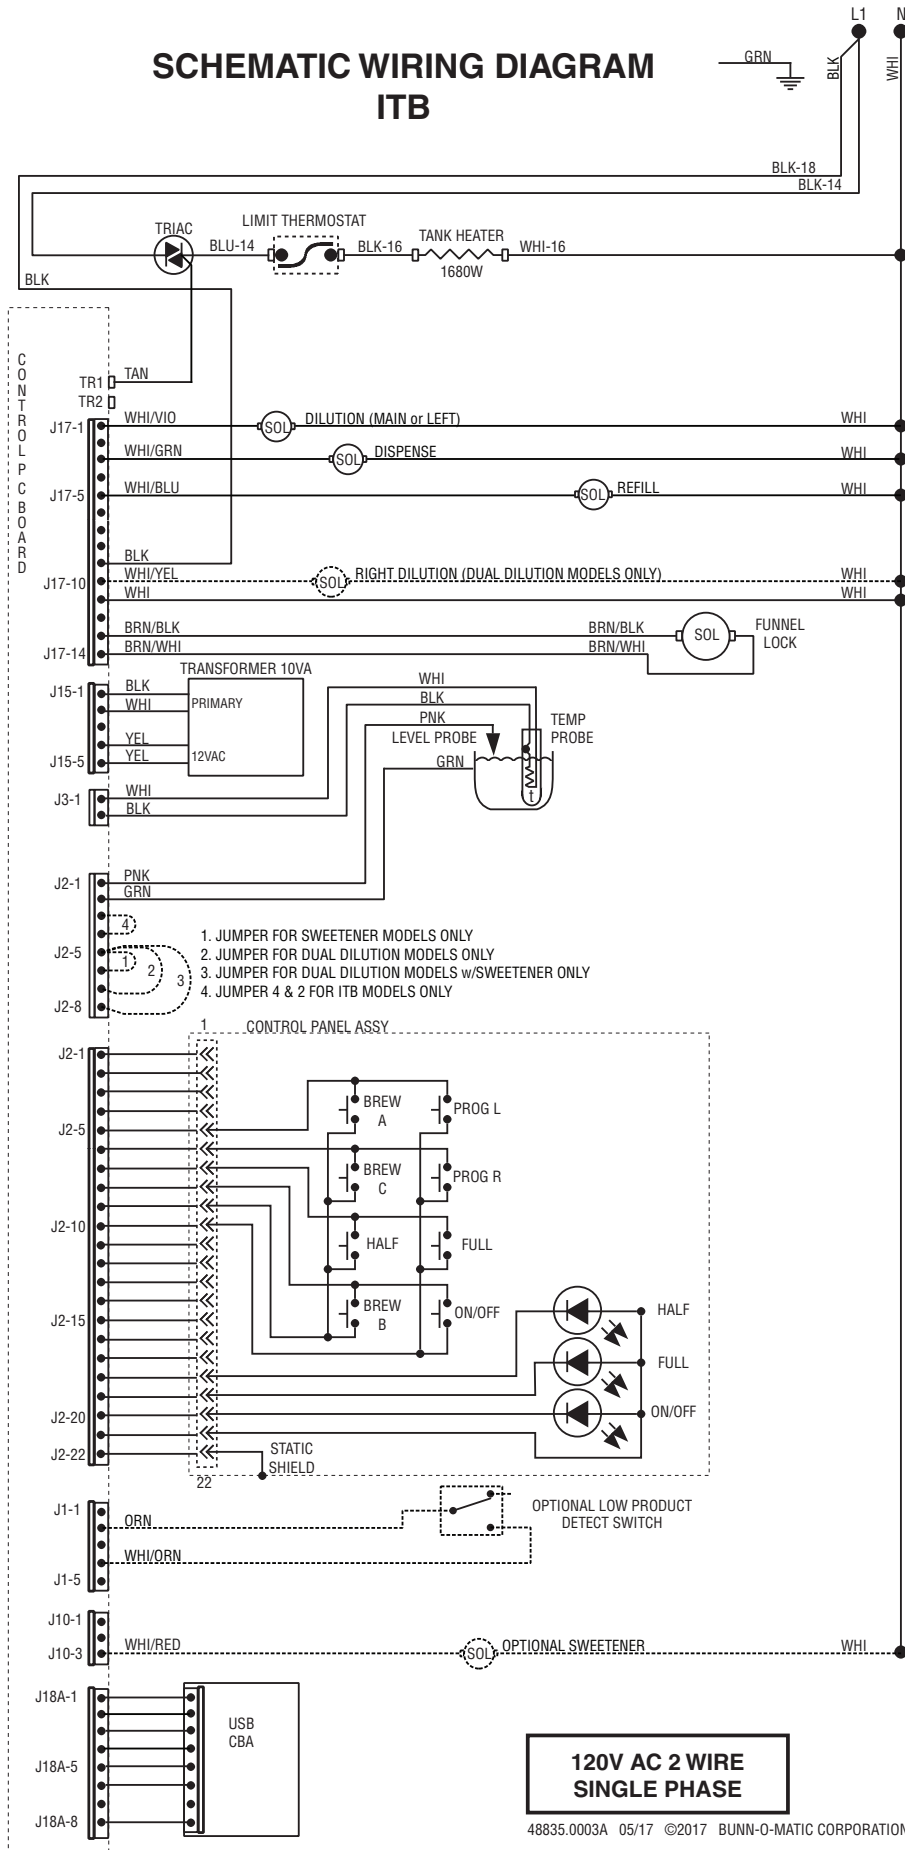 L1 N
SCHEMATIC WIRING DIAGRAM
ITB
GRN
BLK
WHI
BLK-18
BLK-14
TRIAC
LIMIT THERMOSTAT
BLU-14
BLK-16
TANK HEATER
WHI-16
1680W
BLK
CONTROL PC BOARD
TR1
TAN
TR2
J17-1
WHI/VIO
SOL
DILUTION (MAIN or LEFT)
WHI
WHI/GRN
SOL
DISPENSE
WHI
J17-5
WHI/BLU
SOL
REFILL
WHI
BLK
J17-10
WHI/YEL
SOL
RIGHT DILUTION (DUAL DILUTION MODELS ONLY)
WHI
WHI
WHI
BRN/BLK
BRN/BLK
SOL
FUNNEL
LOCK
J17-14
BRN/WHI
BRN/WHI
TRANSFORMER 10VA
J15-1
BLK
WHI
PRIMARY
YEL
J15-5
YEL
12VAC
WHI
BLK
PNK
LEVEL PROBE
TEMP
PROBE
GRN
t
J3-1
WHI
BLK
J2-1
PNK
GRN
4
J2-5
1
2
3
J2-8
1. JUMPER FOR SWEETENER MODELS ONLY
2. JUMPER FOR DUAL DILUTION MODELS ONLY
3. JUMPER FOR DUAL DILUTION MODELS w/SWEETENER ONLY
4. JUMPER 4 & 2 FOR ITB MODELS ONLY
1
CONTROL PANEL ASSY
J2-1
J2-5
J2-10
J2-15
J2-20
J2-22
BREW
A
PROG L
BREW
C
PROG R
HALF
FULL
BREW
B
ON/OFF
HALF
FULL
ON/OFF
STATIC
SHIELD
22
J1-1
ORN
OPTIONAL LOW PRODUCT
DETECT SWITCH
WHI/ORN
J1-5
J10-1
J10-3
WHI/RED
SOL
OPTIONAL SWEETENER
WHI
J18A-1
J18A-5
J18A-8
USB
CBA
120V AC 2 WIRE
SINGLE PHASE
48835.0003A 05/17 ©2017 BUNN-O-MATIC CORPORATION